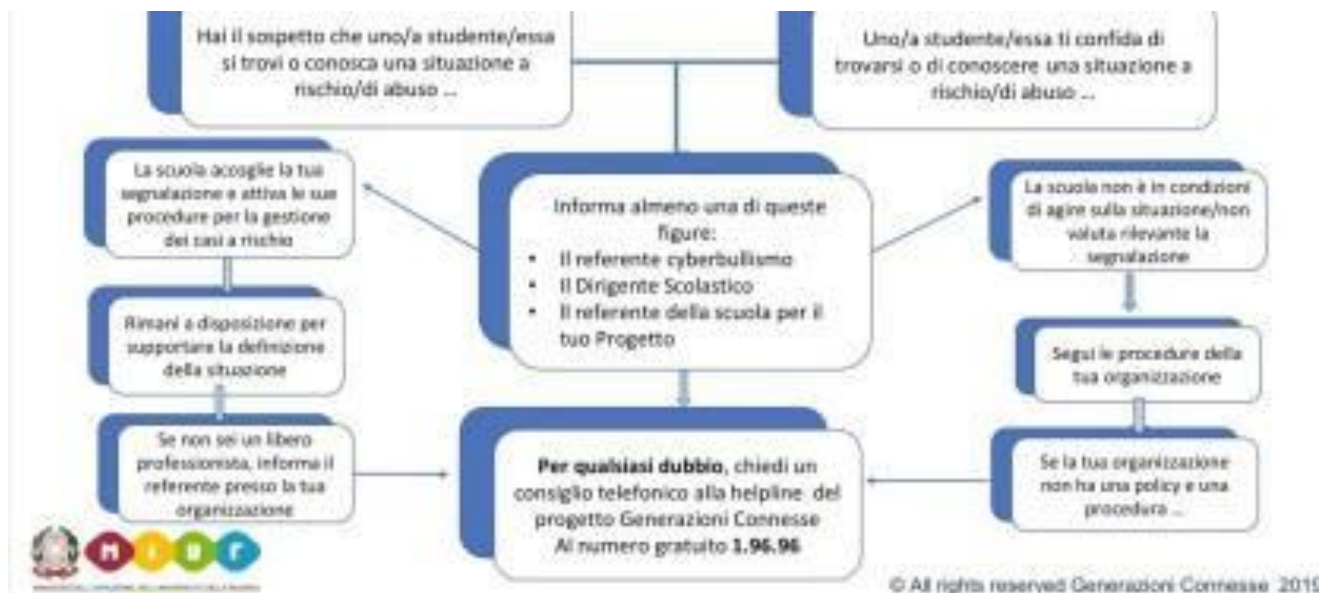 Hai il sospetto che uno/a studente/essa
si trovi o conosca una situazione a
rischio/di abuso ...
Uno/a studente/essa ti confida di
trovarsi o di conoscere una situazione a
rischio/di abuso ...
La scuola accoglie la tua
segnalazione e attiva le sue
procedure per la gestione
dei casi a rischio
Informa almeno una di queste
figure:
• Il referente cyberbullismo
• Il Dirigente Scolastico
• Il referente della scuola per il
tuo Progetto
La scuola non è in condizioni
di agire sulla situazione/non
valuta rilevante la
segnalazione
Rimani a disposizione per
supportare la definizione
della situazione
Segui le procedure della
tua organizzazione
Se non sei un libero
professionista, informa il
referente presso la tua
organizzazione
Per qualsiasi dubbio, chiedi un
consiglio telefonico alla helpline del
progetto Generazioni Connesse
Al numero gratuito 1.96.96
Se la tua organizzazione
non ha una policy e una
procedura ...
MIUR
© All rights reserved Generazioni Connesse 2019